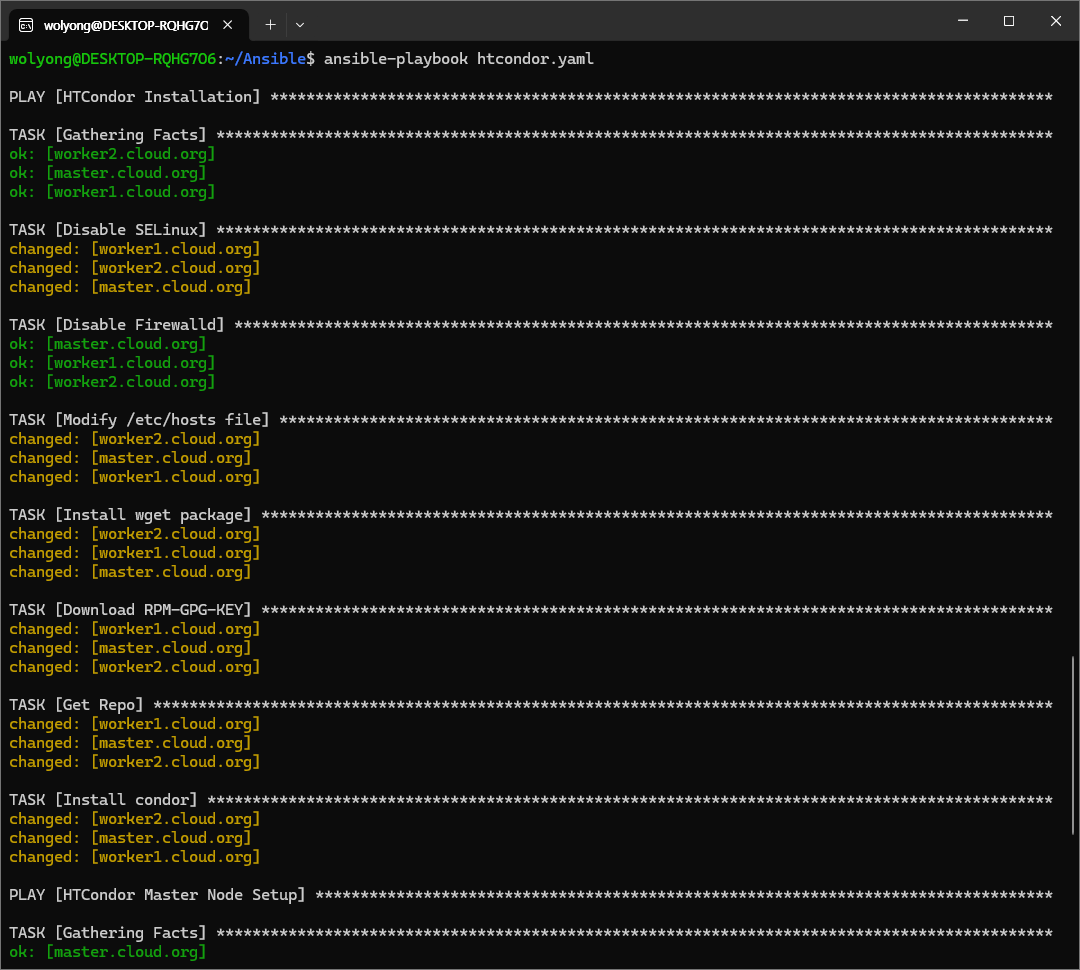 wolyong@DESKTOP-RQHG7O
wolyong@DESKTOP-RQHG7O6:~/Ansible$ ansible-playbook htcondor.yaml
PLAY [HTCondor Installation] ***************************************************************************************
TASK [Gathering Facts] *********************************************************************************************
ok: [worker2.cloud.org]
ok: [master.cloud.org]
ok: [worker1.cloud.org]
TASK [Disable SELinux] *********************************************************************************************
changed: [worker1.cloud.org]
changed: [worker2.cloud.org]
changed: [master.cloud.org]
TASK [Disable Firewalld] *******************************************************************************************
ok: [master.cloud.org]
ok: [worker1.cloud.org]
ok: [worker2.cloud.org]
TASK [Modify /etc/hosts file] **************************************************************************************
changed: [worker2.cloud.org]
changed: [master.cloud.org]
changed: [worker1.cloud.org]
TASK [Install wget package] ****************************************************************************************
changed: [worker2.cloud.org]
changed: [worker1.cloud.org]
changed: [master.cloud.org]
TASK [Download RPM-GPG-KEY] ****************************************************************************************
changed: [worker1.cloud.org]
changed: [master.cloud.org]
changed: [worker2.cloud.org]
TASK [Get Repo] ****************************************************************************************************
changed: [worker1.cloud.org]
changed: [master.cloud.org]
changed: [worker2.cloud.org]
TASK [Install condor] **********************************************************************************************
changed: [worker2.cloud.org]
changed: [master.cloud.org]
changed: [worker1.cloud.org]
PLAY [HTCondor Master Node Setup] **********************************************************************************
TASK [Gathering Facts] *********************************************************************************************
ok: [master.cloud.org]